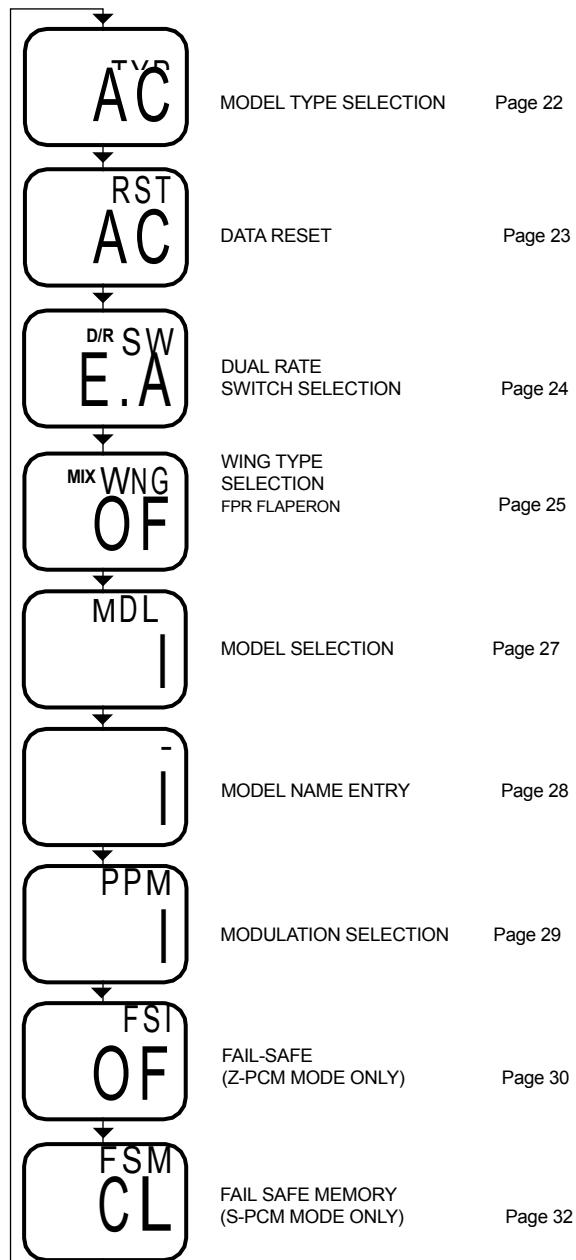 TYP
AC
MODEL TYPE SELECTION Page 22
RST
AC
DATA RESET Page 23
D/R SW
E.A
DUAL RATE
SWITCH SELECTION Page 24
MIX WNG
OF
WING TYPE
SELECTION
FPR FLAPERON Page 25
MDL
1
MODEL SELECTION Page 27
-
1
MODEL NAME ENTRY Page 28
PPM
1
MODULATION SELECTION Page 29
FSI
OF
FAIL-SAFE
(Z-PCM MODE ONLY) Page 30
FSM
CL
FAIL SAFE MEMORY
(S-PCM MODE ONLY) Page 32